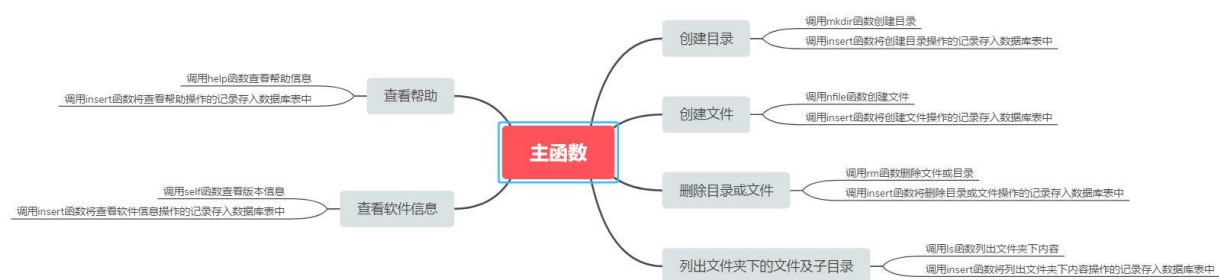 主函数
创建目录
调用mkdir函数创建目录
调用insert函数将创建目录操作的记录存入数据库表中
创建文件
调用nfile函数创建文件
调用insert函数将创建文件操作的记录存入数据库表中
删除目录或文件
调用rm函数删除文件或目录
调用insert函数将删除目录或文件操作的记录存入数据库表中
列出文件夹下的文件及子目录
调用ls函数列出文件夹下内容
调用insert函数将列出文件夹下内容操作的记录存入数据库表中
查看帮助
调用help函数查看帮助信息
调用insert函数将查看帮助操作的记录存入数据库表中
查看软件信息
调用self函数查看版本信息
调用insert函数将查看软件信息操作的记录存入数据库表中